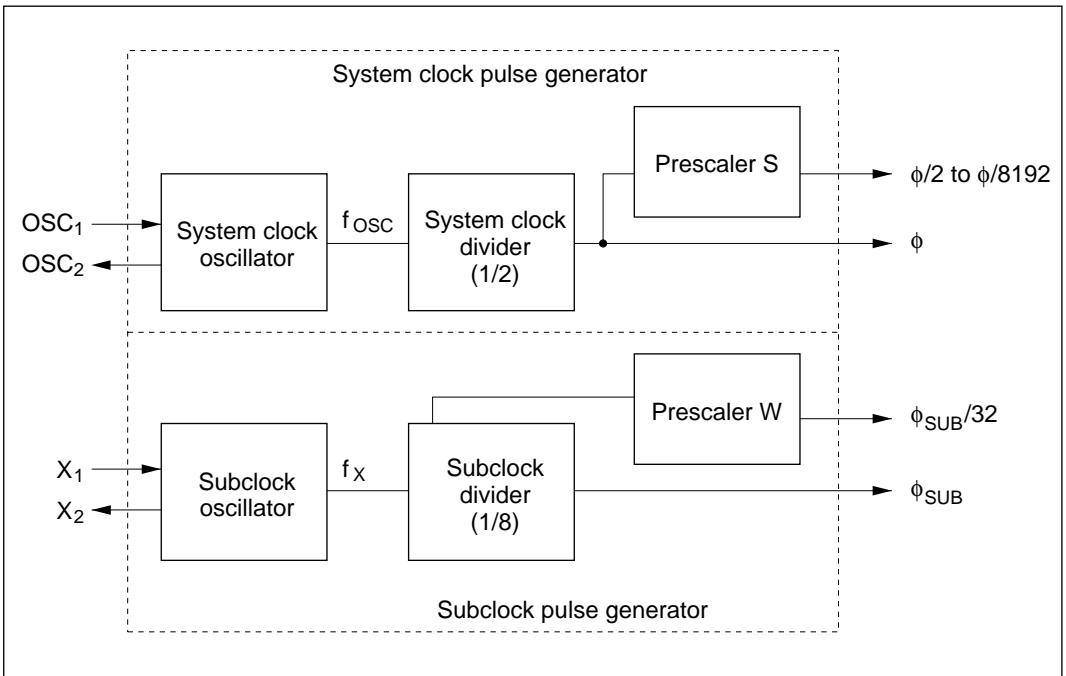 System clock pulse generator
Prescaler S
ϕ/2 to ϕ/8192
OSC1
OSC2
System clock
oscillator
fOSC
System clock
divider
(1/2)
ϕ
Prescaler W
ϕSUB/32
X1
X2
Subclock
oscillator
fX
Subclock
divider
(1/8)
ϕSUB
Subclock pulse generator